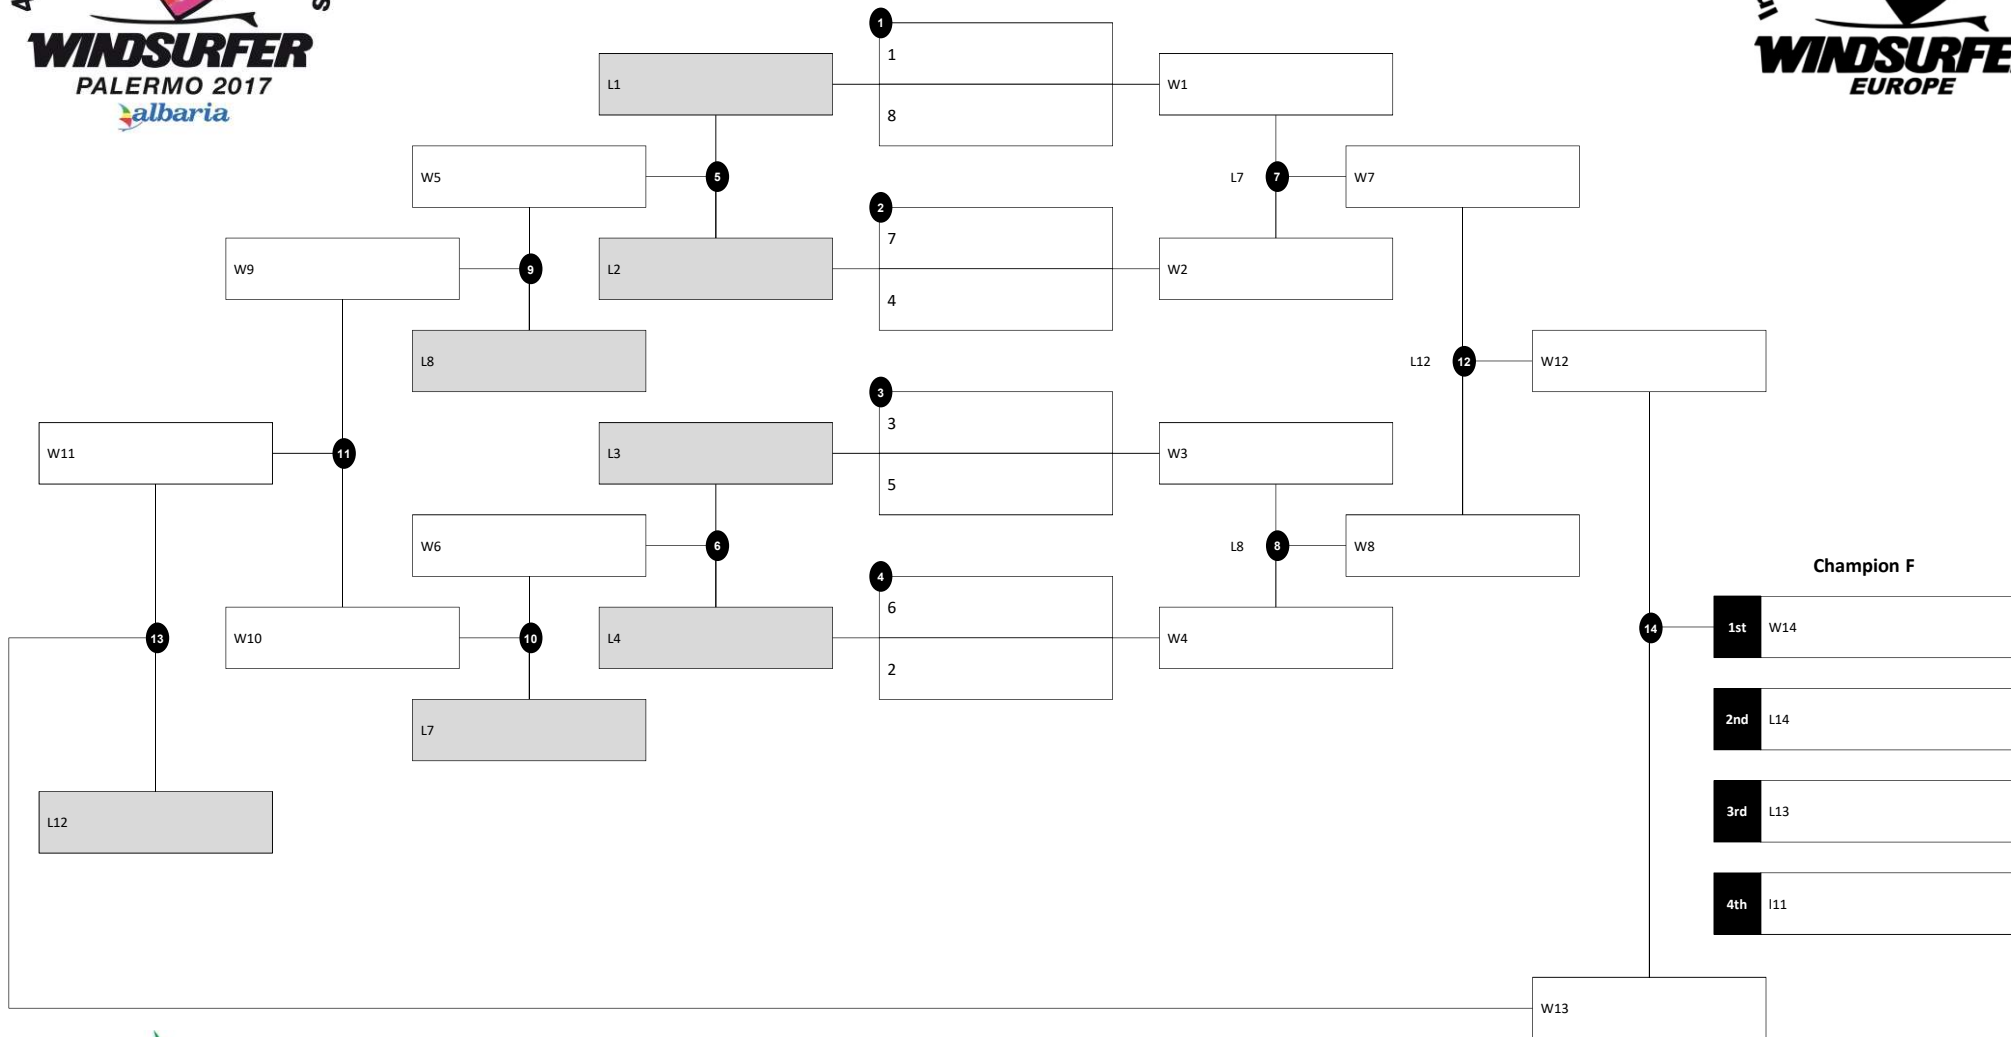 WINDSURFER
PALERMO 2017
albaria
WINDSURFE
EUROPE
1
1
8
L1
W1
W5
5
L7
7
W7
2
7
4
W9
9
L2
W2
L8
L12
12
W12
3
3
5
W11
11
L3
W3
W6
6
L8
8
W8
4
6
2
13
W10
10
L4
W4
L7
L12
Champion F
14
1st W14
2nd L14
3rd L13
4th l11
W13